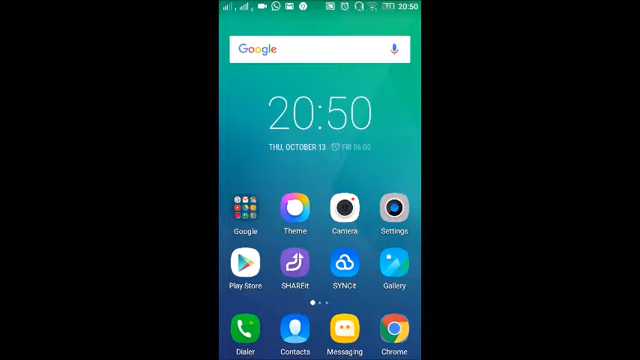 20:50
Google
20:50
THU, OCTOBER 13 FRI 06:00
Google Theme Camera Settings
Play Store SHAREit SYNCit Gallery
Dialer Contacts Messaging Chrome